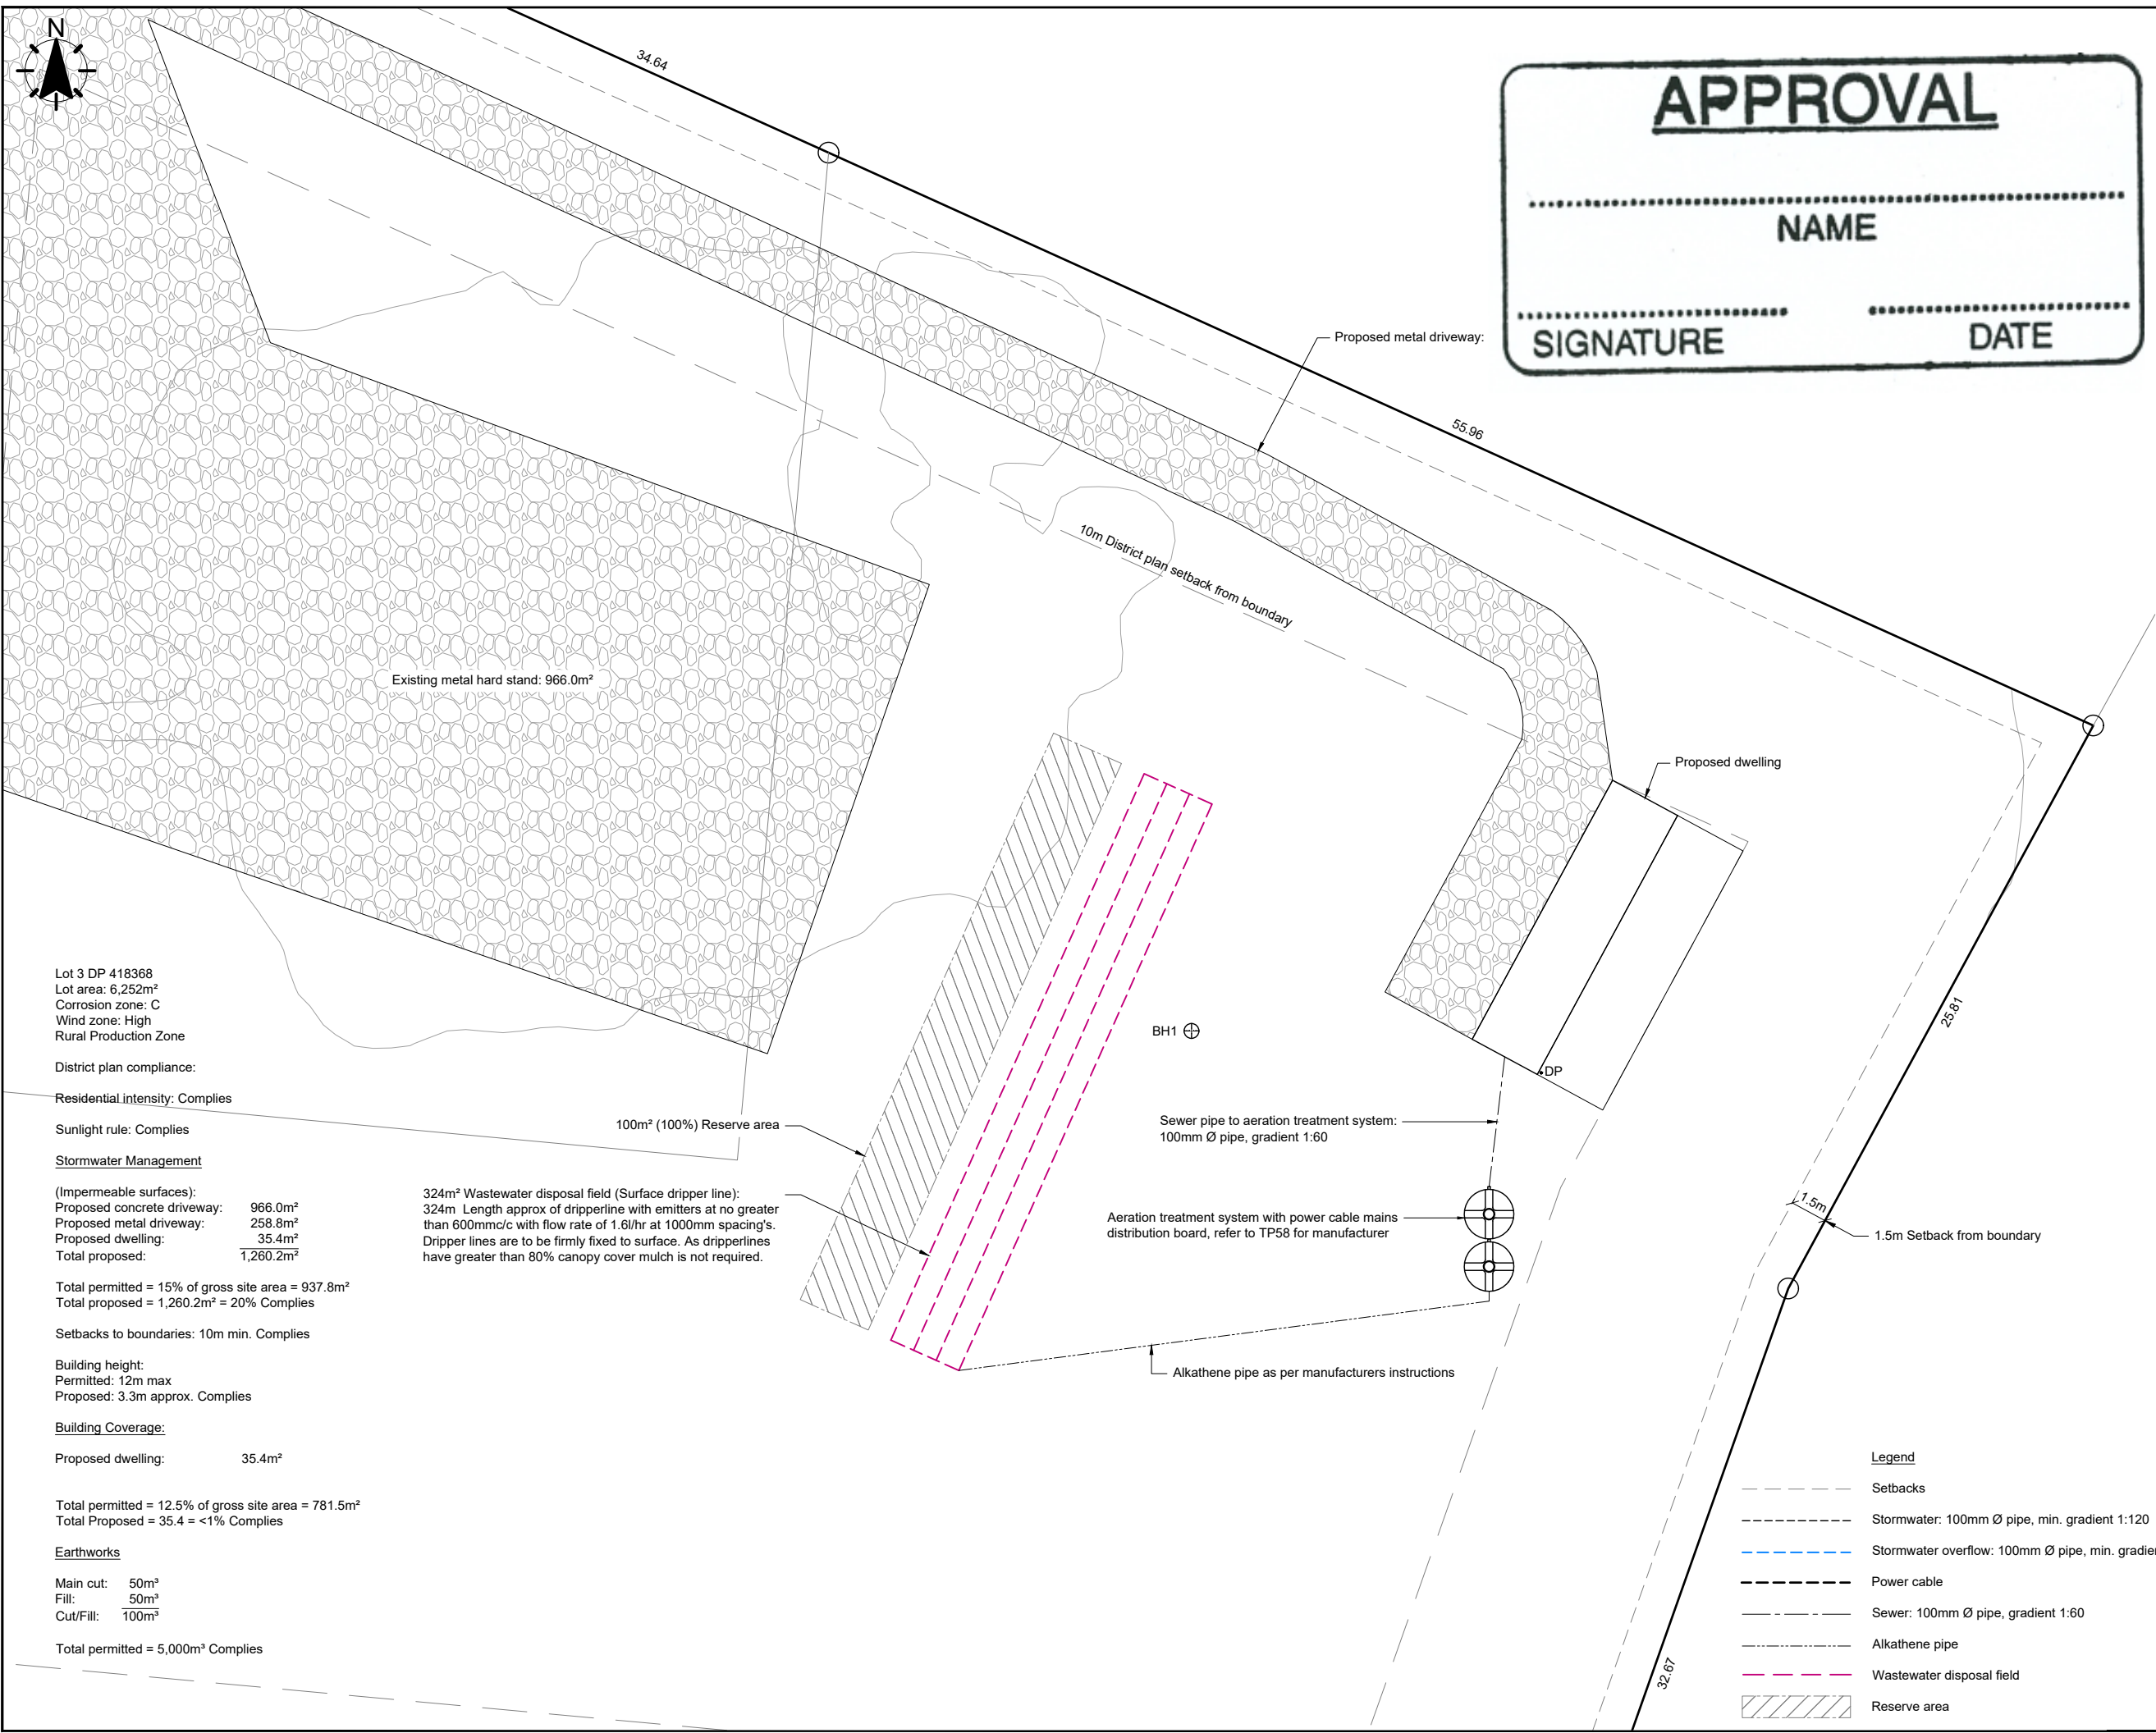 N
34.64
APPROVAL
NAME
SIGNATURE
DATE
Proposed metal driveway:
55.96
10m District plan setback from boundary
Existing metal hard stand: 966.0m²
Proposed dwelling
25.81
BH1
DP
Lot 3 DP 418368
Lot area: 6,252m²
Corrosion zone: C
Wind zone: High
Rural Production Zone
District plan compliance:
Residential intensity: Complies
Sunlight rule: Complies
Stormwater Management
(Impermeable surfaces):
Proposed concrete driveway: 966.0m²
Proposed metal driveway: 258.8m²
Proposed dwelling: 35.4m²
Total proposed: 1,260.2m²
Total permitted = 15% of gross site area = 937.8m²
Total proposed = 1,260.2m² = 20% Complies
Setbacks to boundaries: 10m min. Complies
Building height:
Permitted: 12m max
Proposed: 3.3m approx. Complies
Building Coverage:
Proposed dwelling: 35.4m²
Total permitted = 12.5% of gross site area = 781.5m²
Total Proposed = 35.4 = <1% Complies
Earthworks
Main cut: 50m³
Fill: 50m³
Cut/Fill: 100m³
Total permitted = 5,000m³ Complies
100m² (100%) Reserve area
324m² Wastewater disposal field (Surface dripper line):
324m Length approx of dripperline with emitters at no greater
than 600mmc/c with flow rate of 1.6l/hr at 1000mm spacing's.
Dripper lines are to be firmly fixed to surface. As dripperlines
have greater than 80% canopy cover mulch is not required.
Sewer pipe to aeration treatment system:
100mm Ø pipe, gradient 1:60
Aeration treatment system with power cable mains
distribution board, refer to TP58 for manufacturer
Alkathene pipe as per manufacturers instructions
1.5m
1.5m Setback from boundary
32.67
Legend
Setbacks
Stormwater: 100mm Ø pipe, min. gradient 1:120
Stormwater overflow: 100mm Ø pipe, min.
Power cable
Sewer: 100mm Ø pipe, gradient 1:60
Alkathene pipe
Wastewater disposal field
Reserve area